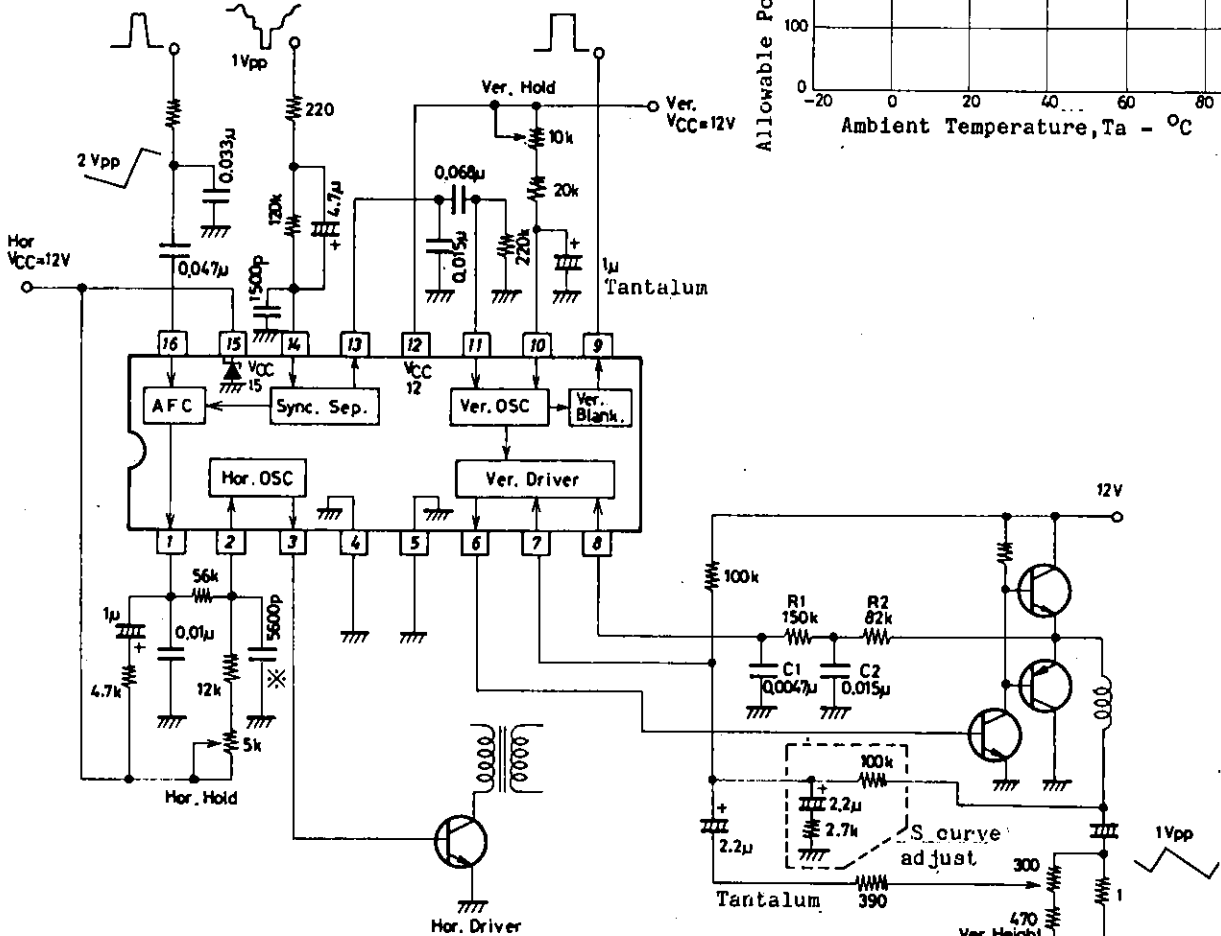 1Vpp
220
2 Vpp
0.033µ
120k
4.7µ
+
Hor
VCC=12V
0.047µ
1500p
Ver. Hold
10k
Ver.
VCC=12V
0.068µ
20k
0.015µ
220k
+
1µ
Tantalum
Allowable Po
100
0
-20
0
20
40
60
80
Ambient Temperature, Ta - °C
16
15
14
13
12
11
10
9
VCC
15
VCC
12
AFC
Sync. Sep.
Ver. OSC
Ver.
Blank.
Hor. OSC
Ver. Driver
1
2
3
4
5
6
7
8
56k
1µ
+
0.01µ
5600p
※
4.7k
12k
5k
Hor. Hold
Hor. Driver
12V
100k
R1
150k
R2
82k
C1
0.0047µ
C2
0.015µ
100k
+
2.2µ
2.7k
S curve
adjust
+
2.2µ
Tantalum
390
300
470
1
1Vpp
Ver. Height